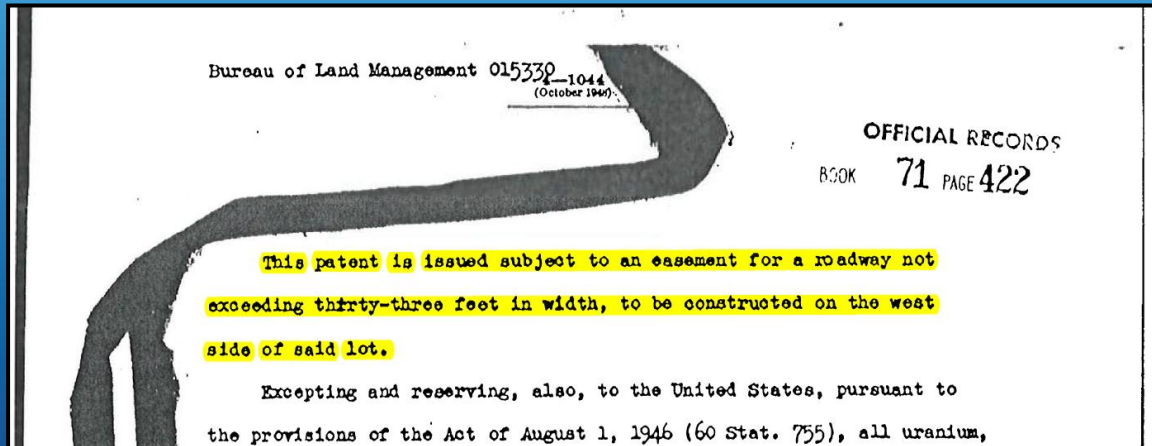 Bureau of Land Management 015339
4—1044
(October 1948)
OFFICIAL RECORDS
BOOK 71 PAGE 422
This patent is issued subject to an easement for a roadway not
exceeding thirty-three feet in width, to be constructed on the west
side of said lot.
Excepting and reserving, also, to the United States, pursuant to
the provisions of the Act of August 1, 1946 (60 Stat. 755), all uranium,